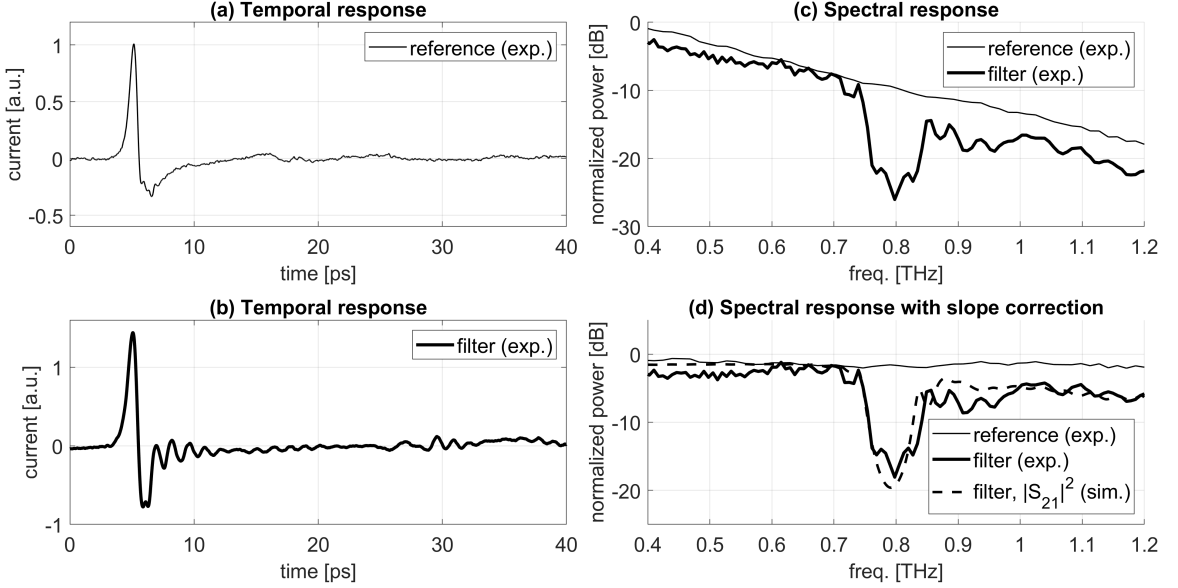 (a) Temporal response
reference (exp.)
1
0.5
0
-0.5
current [a.u.]
0 10 20 30 40
time [ps]
(c) Spectral response
reference (exp.)
filter (exp.)
0
-10
-20
-30
normalized power [dB]
0.4 0.5 0.6 0.7 0.8 0.9 1 1.1 1.2
freq. [THz]
(b) Temporal response
filter (exp.)
1
0
-1
current [a.u.]
0 10 20 30 40
time [ps]
(d) Spectral response with slope correction
0
-10
-20
normalized power [dB]
reference (exp.)
filter (exp.)
filter, |S₂₁|² (sim.)
0.4 0.5 0.6 0.7 0.8 0.9 1 1.1 1.2
freq. [THz]